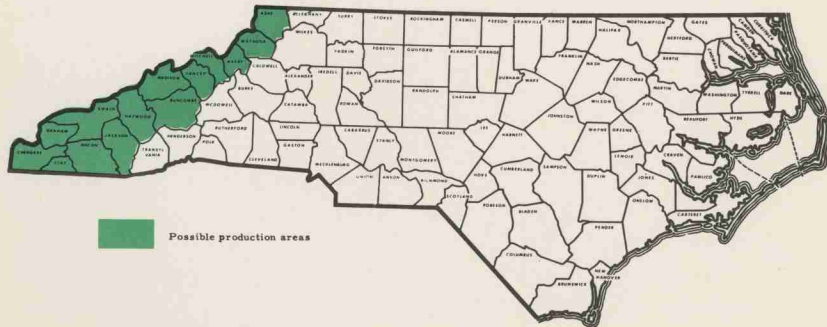 ASHE
ALLEGHANY
SURRY
STOKES
ROCKINGHAM
CASWELL
PERSON
GRANVILLE
VANCE
WARREN
NORTHAMPTON
GATES
HALIFAX
HERTFORD
WATAUGA
WILKES
YADKIN
FORSYTH
GUILFORD
ALAMANCE
ORANGE
DURHAM
FRANKLIN
NASH
EDGECOMBE
BERTIE
MITCHELL
AVERY
CALDWELL
ALEXANDER
IREDELL
DAVIE
DAVIDSON
RANDOLPH
CHATHAM
WAKE
WILSON
MARTIN
WASHINGTON
TYRRELL
DARE
MADISON
YANCEY
BURKE
MCDOWELL
CATAWBA
ROWAN
JOHNSTON
PITT
BEAUFORT
HYDE
SWAIN
HAYWOOD
BUNCOMBE
RUTHERFORD
LINCOLN
CABARRUS
STANLY
MOORE
LEE
HARNETT
WAYNE
GREENE
GRAHAM
JACKSON
HENDERSON
POLK
CLEVELAND
GASTON
MECKLENBURG
MONTGOMERY
LENOIR
CRAVEN
PAMLICO
CHEROKEE
CLAY
MACON
TRANSYL
VANIA
UNION
ANSON
RICHMOND
HOKE
CUMBERLAND
SAMPSON
DUPLIN
JONES
SCOTLAND
ROBESON
BLADEN
ONSLOW
CARTERET
PENDER
COLUMBUS
NEW
HANOVER
BRUNSWICK
Possible production areas